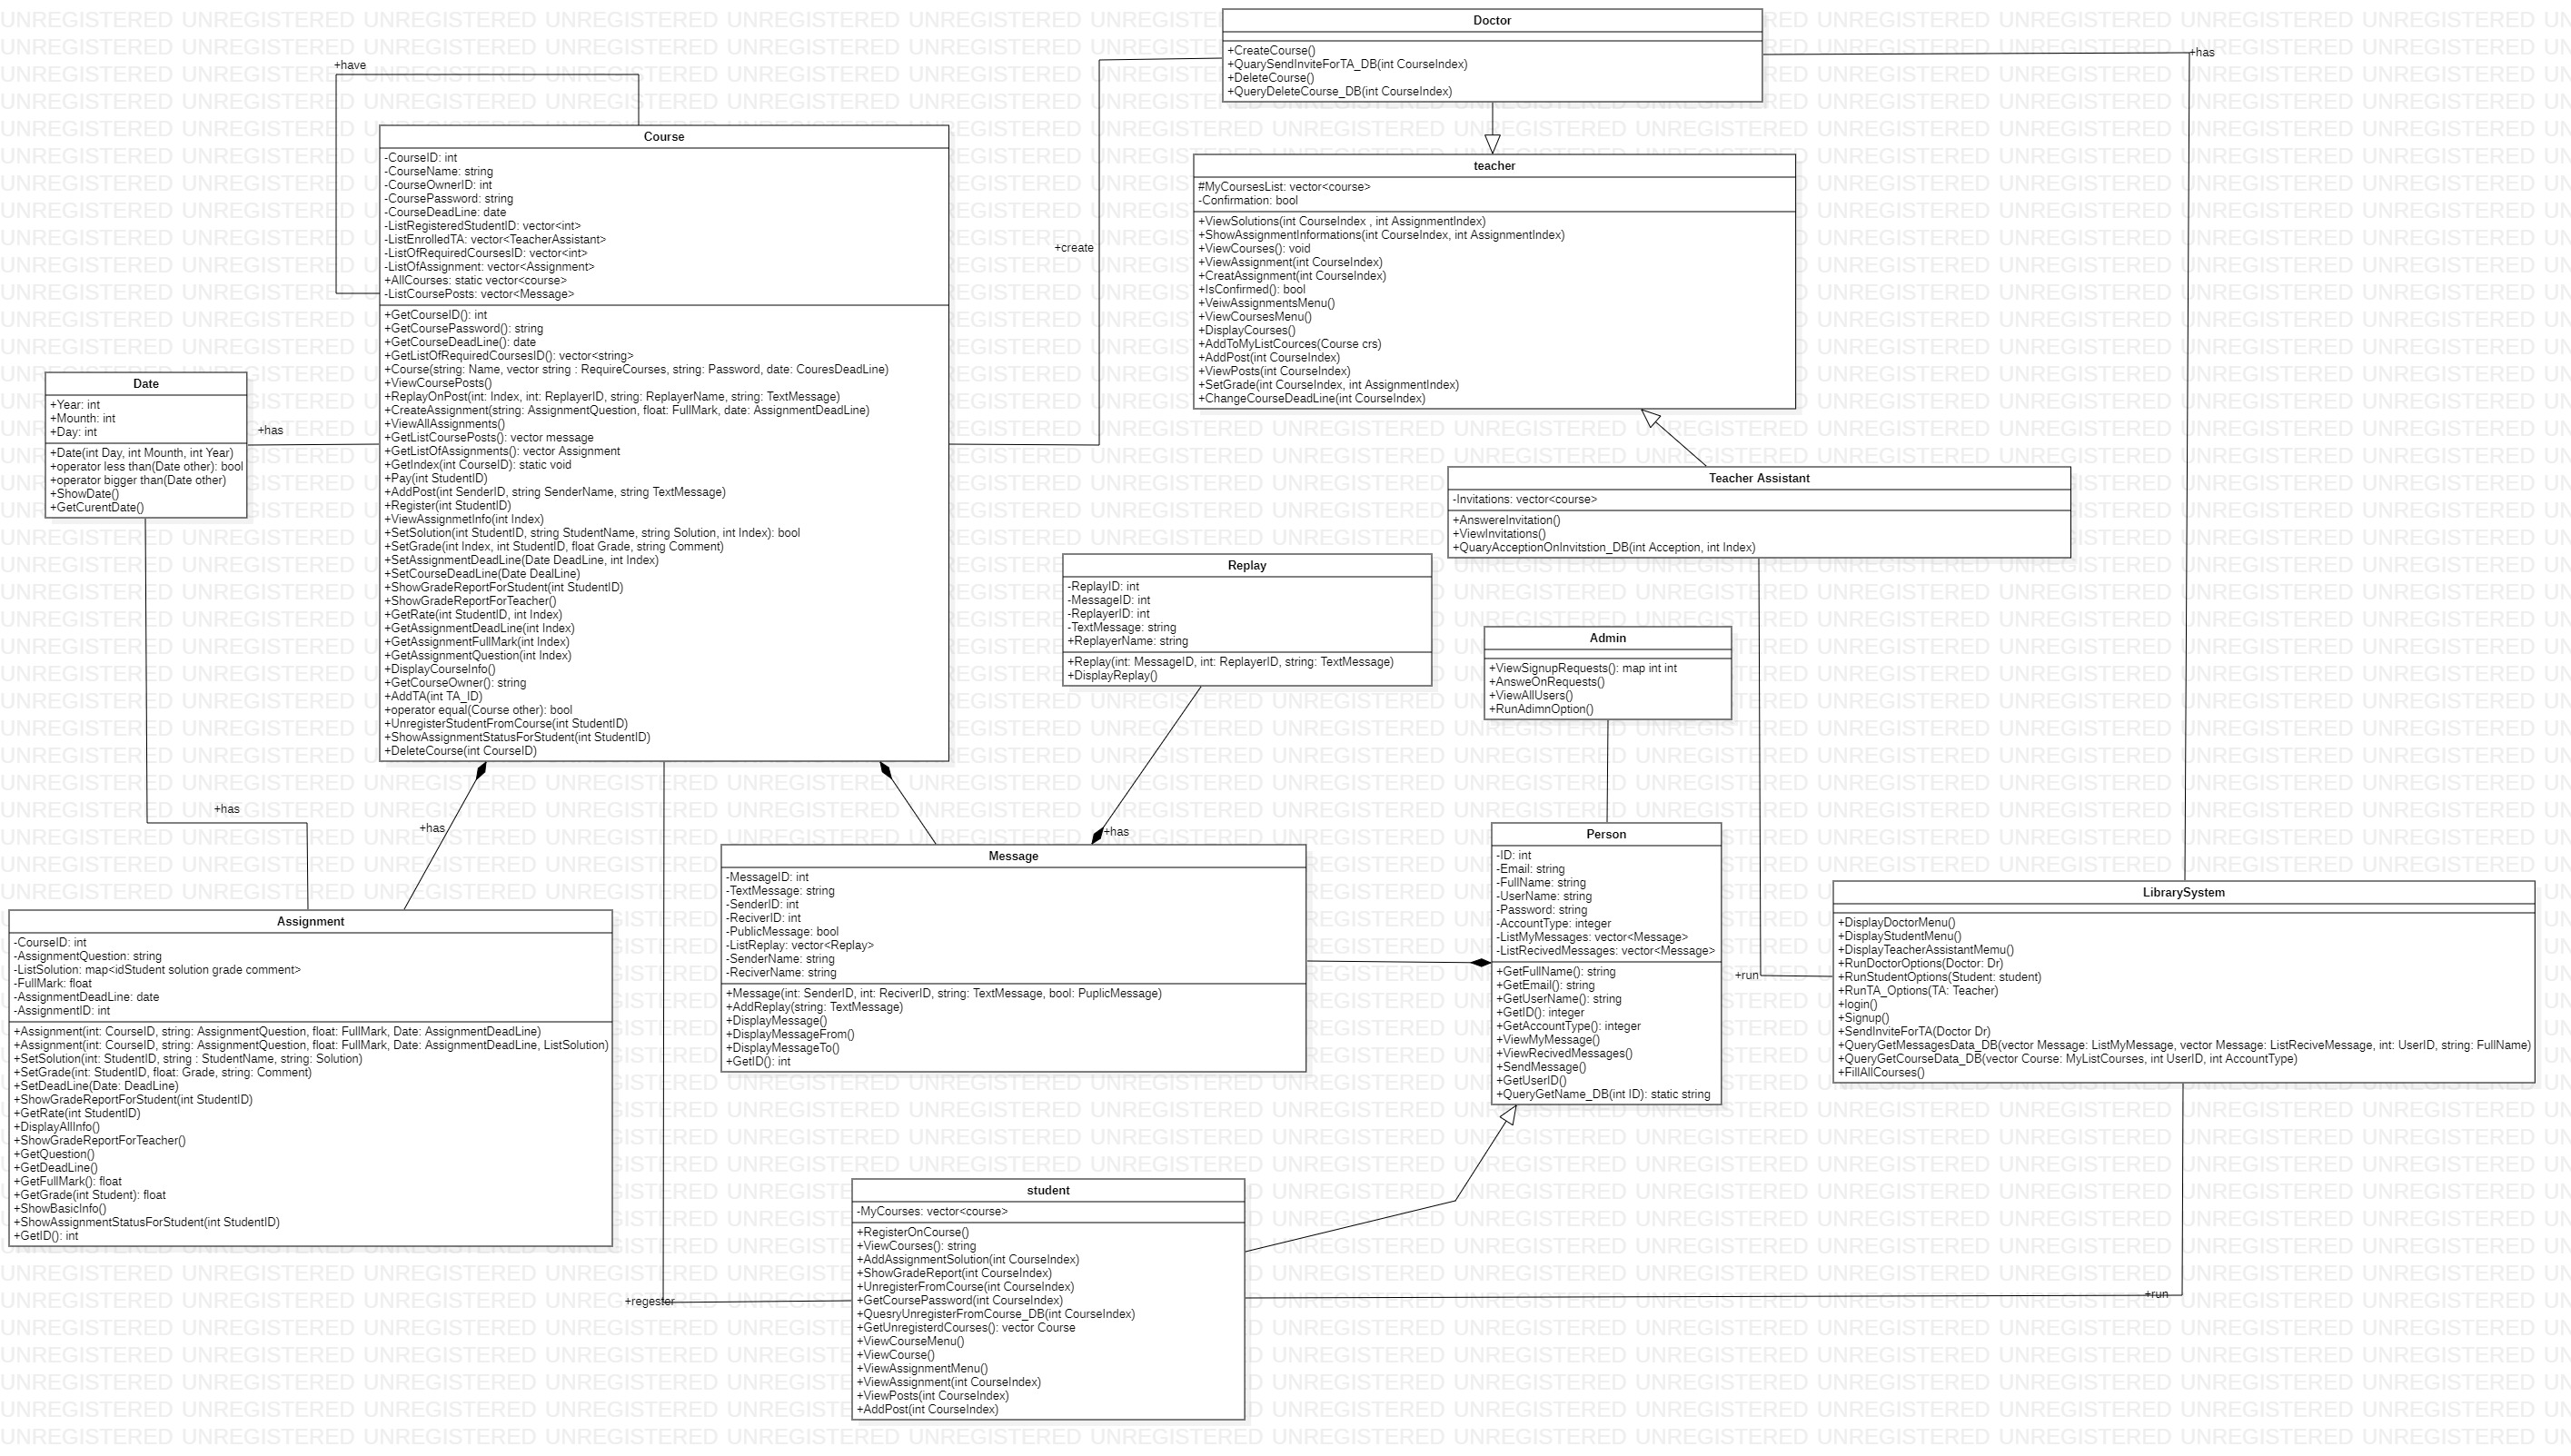 UNREGISTERED
Doctor
+CreateCourse()
+QuarySendInviteForTA_DB(int CourseIndex)
+DeleteCourse()
+QueryDeleteCourse_DB(int CourseIndex)
+has
+have
Course
-CourseID: int
-CourseName: string
-CourseOwnerID: int
-CoursePassword: string
-CourseDeadLine: date
-ListRegisteredStudentID: vector<int>
-ListEnrolledTA: vector<TeacherAssistant>
-ListOfRequiredCoursesID: vector<int>
-ListOfAssignment: vector<Assignment>
+AllCourses: static vector<course>
-ListCoursePosts: vector<Message>
+GetCourseID(): int
+GetCoursePassword(): string
+GetCourseDeadLine(): date
+GetListOfRequiredCoursesID(): vector<string>
+Course(string: Name, vector string : RequireCourses, string: Password, date: CouresDeadLine)
+ViewCoursePosts()
+ReplayOnPost(int: Index, int: ReplayerID, string: ReplayerName, string: TextMessage)
+CreateAssignment(string: AssignmentQuestion, float: FullMark, date: AssignmentDeadLine)
+ViewAllAssignments()
+GetListCoursePosts(): vector message
+GetListOfAssignments(): vector Assignment
+GetIndex(int CourseID): static void
+Pay(int StudentID)
+AddPost(int SenderID, string SenderName, string TextMessage)
+Register(int StudentID)
+ViewAssignmetInfo(int Index)
+SetSolution(int StudentID, string StudentName, string Solution, int Index): bool
+SetGrade(int Index, int StudentID, float Grade, string Comment)
+SetAssignmentDeadLine(Date DeadLine, int Index)
+SetCourseDeadLine(Date DealLine)
+ShowGradeReportForStudent(int StudentID)
+ShowGradeReportForTeacher()
+GetRate(int StudentID, int Index)
+GetAssignmentDeadLine(int Index)
+GetAssignmentFullMark(int Index)
+GetAssignmentQuestion(int Index)
+DisplayCourseInfo()
+GetCourseOwner(): string
+AddTA(int TA_ID)
+operator equal(Course other): bool
+UnregisterStudentFromCourse(int StudentID)
+ShowAssignmentStatusForStudent(int StudentID)
+DeleteCourse(int CourseID)
+create
teacher
#MyCoursesList: vector<course>
-Confirmation: bool
+ViewSolutions(int CourseIndex , int AssignmentIndex)
+ShowAssignmentInformations(int CourseIndex, int AssignmentIndex)
+ViewCourses(): void
+ViewAssignment(int CourseIndex)
+CreatAssignment(int CourseIndex)
+IsConfirmed(): bool
+VeiwAssignmentsMenu()
+ViewCoursesMenu()
+DisplayCourses()
+AddToMyListCources(Course crs)
+AddPost(int CourseIndex)
+ViewPosts(int CourseIndex)
+SetGrade(int CourseIndex, int AssignmentIndex)
+ChangeCourseDeadLine(int CourseIndex)
Date
+Year: int
+Mounth: int
+Day: int
+Date(int Day, int Mounth, int Year)
+operator less than(Date other): bool
+operator bigger than(Date other)
+ShowDate()
+GetCurentDate()
+has
Teacher Assistant
-Invitations: vector<course>
+AnswereInvitation()
+ViewInvitations()
+QuaryAcceptionOnInvitstion_DB(int Acception, int Index)
Replay
-ReplayID: int
-MessageID: int
-ReplayerID: int
-TextMessage: string
+ReplayerName: string
+Replay(int: MessageID, int: ReplayerID, string: TextMessage)
+DisplayReplay()
Admin
+ViewSignupRequests(): map int int
+AnsweOnRequests()
+ViewAllUsers()
+RunAdimnOption()
+has
+has
+has
Message
-MessageID: int
-TextMessage: string
-SenderID: int
-ReciverID: int
-PublicMessage: bool
-ListReplay: vector<Replay>
-SenderName: string
-ReciverName: string
+Message(int: SenderID, int: ReciverID, string: TextMessage, bool: PuplicMessage)
+AddReplay(string: TextMessage)
+DisplayMessage()
+DisplayMessageFrom()
+DisplayMessageTo()
+GetID(): int
Person
-ID: int
-Email: string
-FullName: string
-UserName: string
-Password: string
-AccountType: integer
-ListMyMessages: vector<Message>
-ListRecivedMessages: vector<Message>
+GetFullName(): string
+GetEmail(): string
+GetUserName(): string
+GetID(): integer
+GetAccountType(): integer
+ViewMyMessage()
+ViewRecivedMessages()
+SendMessage()
+GetUserID()
+QueryGetName_DB(int ID): static string
+run
LibrarySystem
+DisplayDoctorMenu()
+DisplayStudentMenu()
+DisplayTeacherAssistantMemu()
+RunDoctorOptions(Doctor: Dr)
+RunStudentOptions(Student: student)
+RunTA_Options(TA: Teacher)
+login()
+Signup()
+SendInviteForTA(Doctor Dr)
+QueryGetMessagesData_DB(vector Message: ListMyMessage, vector Message: ListReciveMessage, int: UserID, string: FullName)
+QueryGetCourseData_DB(vector Course: MyListCourses, int UserID, int AccountType)
+FillAllCourses()
Assignment
-CourseID: int
-AssignmentQuestion: string
-ListSolution: map<idStudent solution grade comment>
-FullMark: float
-AssignmentDeadLine: date
-AssignmentID: int
+Assignment(int: CourseID, string: AssignmentQuestion, float: FullMark, Date: AssignmentDeadLine)
+Assignment(int: CourseID, string: AssignmentQuestion, float: FullMark, Date: AssignmentDeadLine, ListSolution)
+SetSolution(int: StudentID, string : StudentName, string: Solution)
+SetGrade(int: StudentID, float: Grade, string: Comment)
+SetDeadLine(Date: DeadLine)
+ShowGradeReportForStudent(int StudentID)
+GetRate(int StudentID)
+DisplayAllInfo()
+ShowGradeReportForTeacher()
+GetQuestion()
+GetDeadLine()
+GetFullMark(): float
+GetGrade(int Student): float
+ShowBasicInfo()
+ShowAssignmentStatusForStudent(int StudentID)
+GetID(): int
student
-MyCourses: vector<course>
+RegisterOnCourse()
+ViewCourses(): string
+AddAssignmentSolution(int CourseIndex)
+ShowGradeReport(int CourseIndex)
+UnregisterFromCourse(int CourseIndex)
+GetCoursePassword(int CourseIndex)
+QuesryUnregisterFromCourse_DB(int CourseIndex)
+GetUnregisterdCourses(): vector Course
+ViewCourseMenu()
+ViewCourse()
+ViewAssignmentMenu()
+ViewAssignment(int CourseIndex)
+ViewPosts(int CourseIndex)
+AddPost(int CourseIndex)
+regester
+run